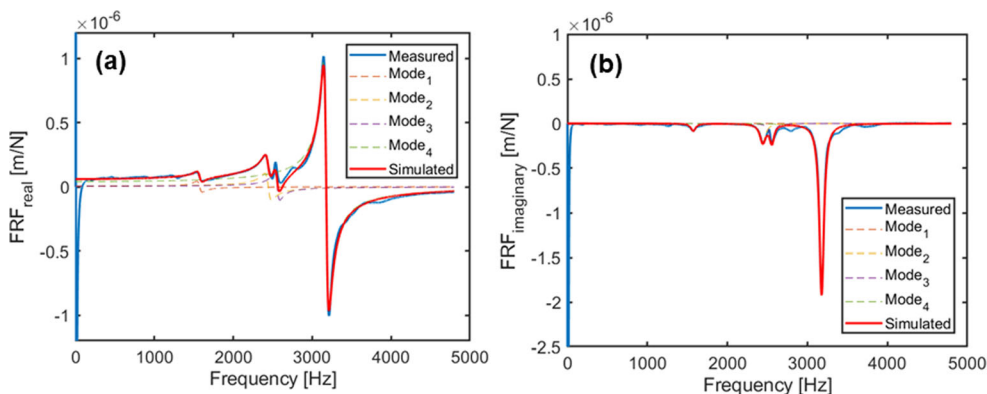 ×10⁻⁶
(a)
Measured
Mode₁
Mode₂
Mode₃
Mode₄
Simulated
FRF_real [m/N]
1
0.5
0
-0.5
-1
0 1000 2000 3000 4000 5000
Frequency [Hz]
×10⁻⁶
(b)
FRF_imaginary [m/N]
1
0.5
0
-0.5
-1
-1.5
-2
-2.5
Measured
Mode₁
Mode₂
Mode₃
Mode₄
Simulated
0 1000 2000 3000 4000 5000
Frequency [Hz]